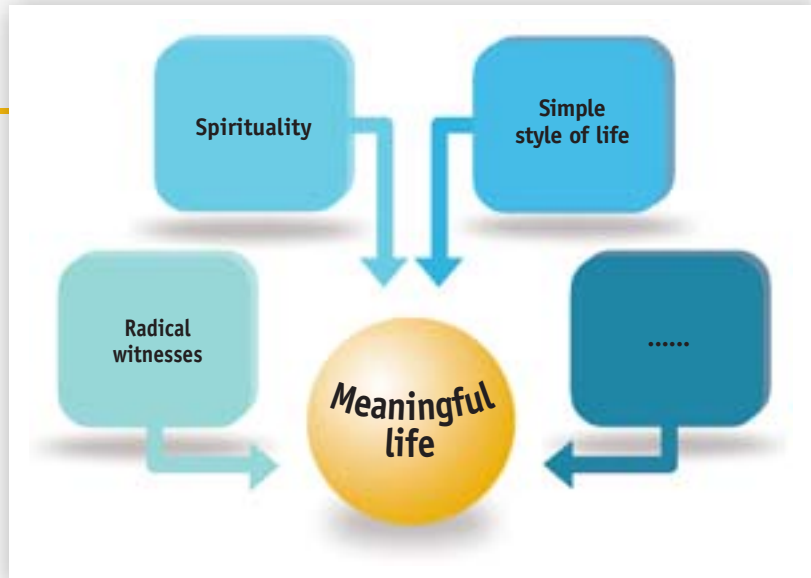 Spirituality
Simple
style of life
Radical
witnesses
......
Meaningful
life